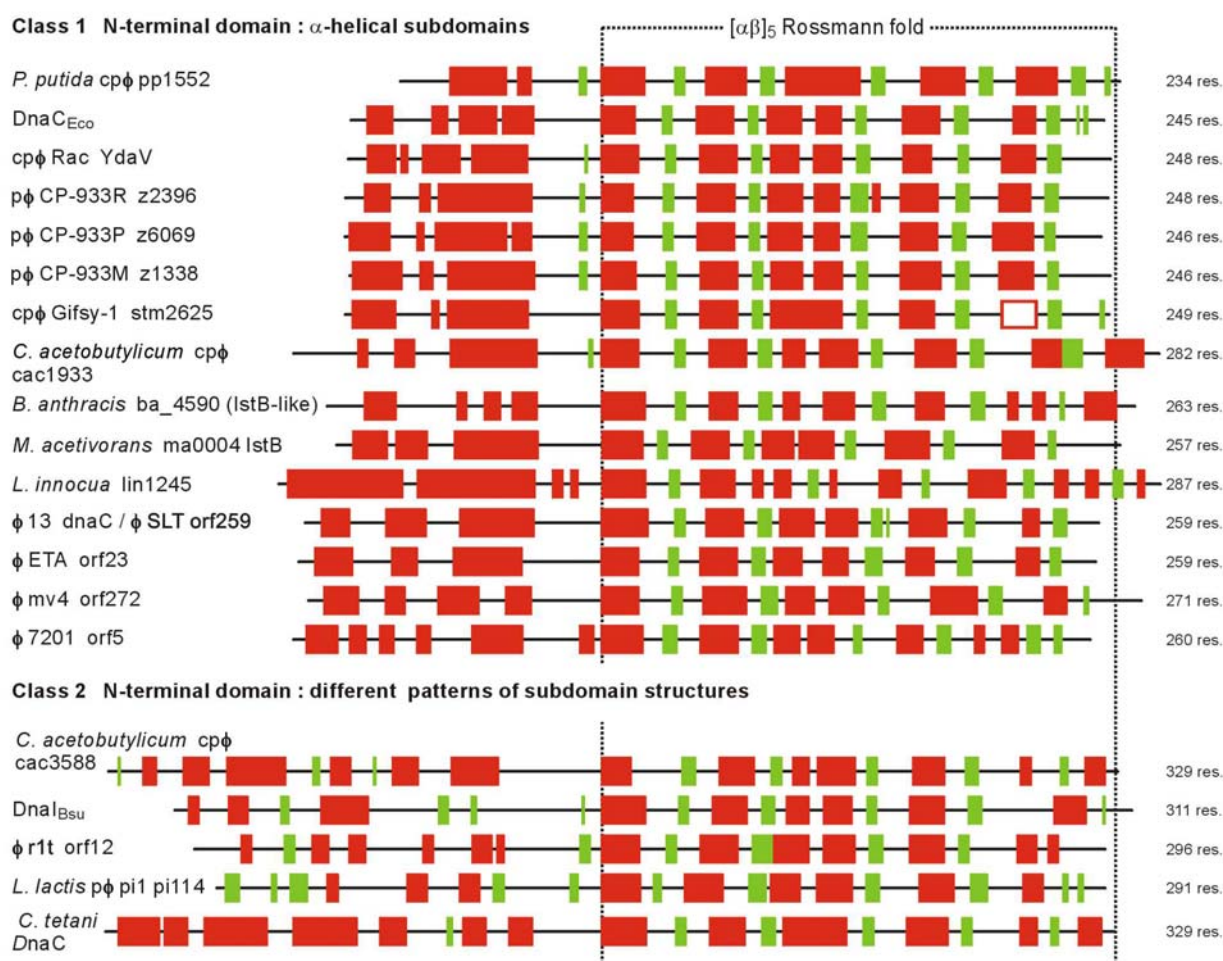 Class 1 N-terminal domain : α-helical subdomains
[αβ]5 Rossmann fold
P. putida cpϕ pp1552 234 res.
DnaCEco 245 res.
cpϕ Rac YdaV 248 res.
pϕ CP-933R z2396 248 res.
pϕ CP-933P z6069 246 res.
pϕ CP-933M z1338 246 res.
cpϕ Gifsy-1 stm2625 249 res.
C. acetobutylicum cpϕ
cac1933 282 res.
B. anthracis ba_4590 (IstB-like) 263 res.
M. acetivorans ma0004 IstB 257 res.
L. innocua lin1245 287 res.
ϕ 13 dnaC / ϕ SLT orf259 259 res.
ϕ ETA orf23 259 res.
ϕ mv4 orf272 271 res.
ϕ 7201 orf5 260 res.
Class 2 N-terminal domain : different patterns of subdomain structures
C. acetobutylicum cpϕ
cac3588 329 res.
DnaIBsu 311 res.
ϕ r1t orf12 296 res.
L. lactis pϕ pi1 pi114 291 res.
C. tetani
DnaC 329 res.